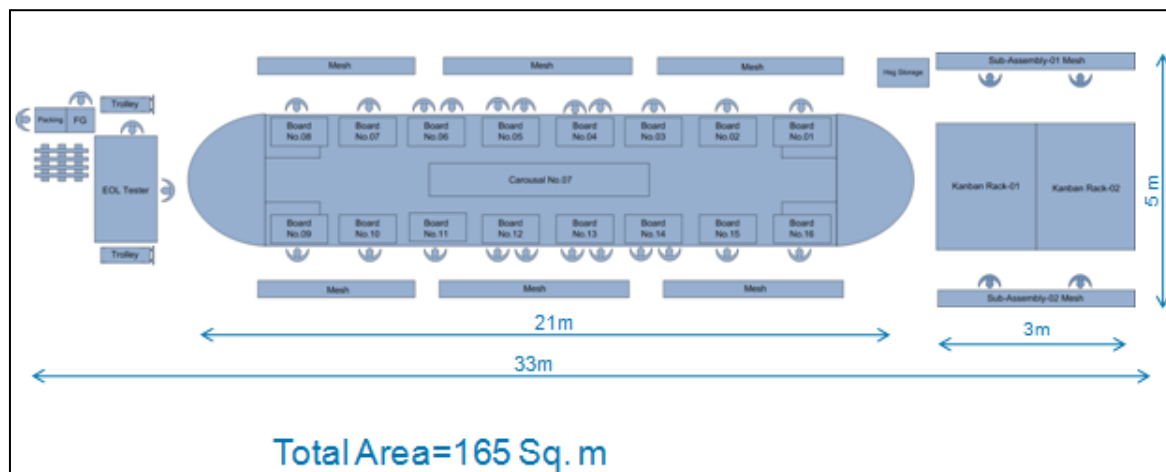 Mesh
Mesh
Mesh
Hsg Storage
Sub-Assembly-01 Mesh
Trolley
Packing
FG
Board
No.08
Board
No.07
Board
No.06
Board
No.05
Board
No.04
Board
No.03
Board
No.02
Board
No.01
EOL Tester
Carousal No.07
Kanban Rack-01
Kanban Rack-02
5 m
Board
No.09
Board
No.10
Board
No.11
Board
No.12
Board
No.13
Board
No.14
Board
No.15
Board
No.16
Trolley
Mesh
Mesh
Mesh
Sub-Assembly-02 Mesh
21m
3m
33m
Total Area=165 Sq. m